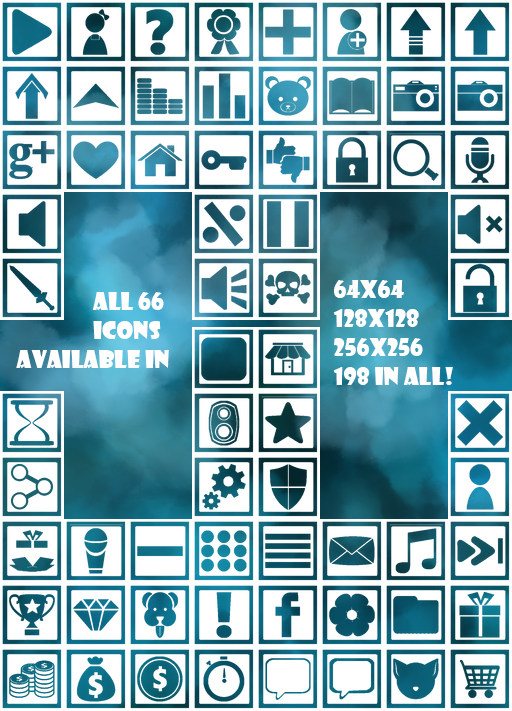 ?
g+
ALL 66
ICONS
AVAILABLE IN
64X64
128X128
256X256
198 IN ALL!
!
f
$
$